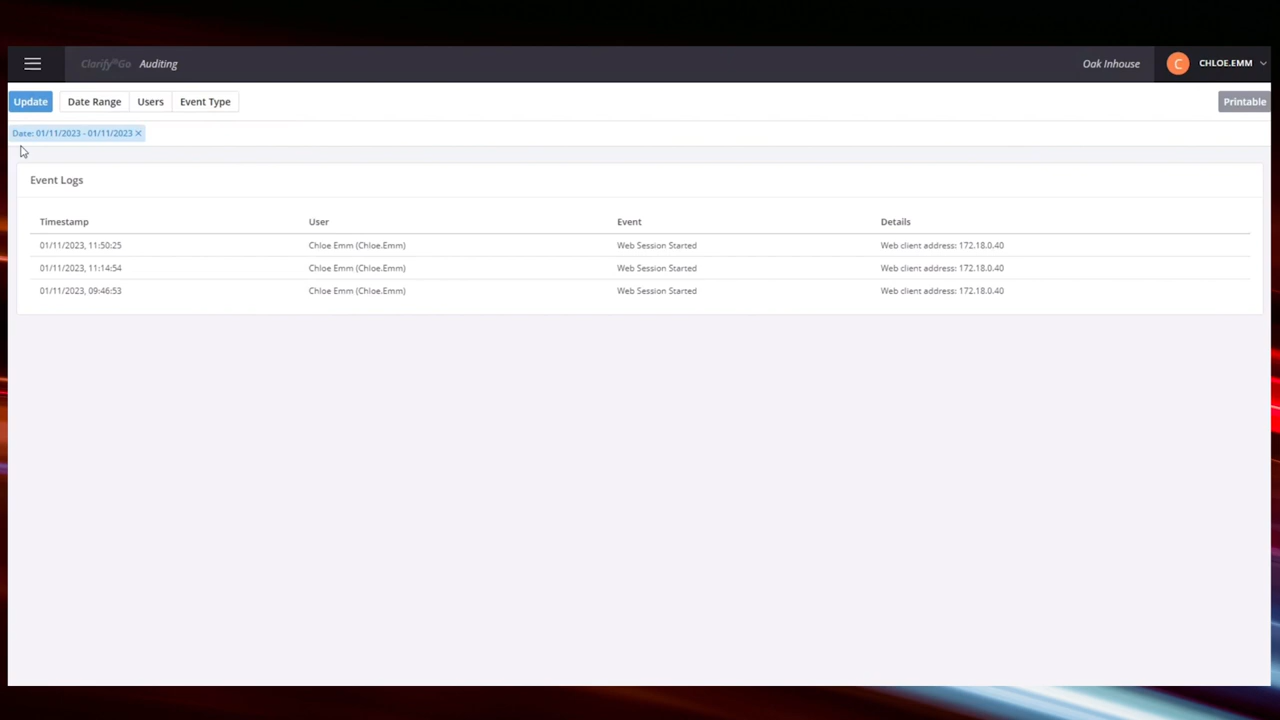 ClarifyGo Auditing Oak Inhouse C CHLOE.EMM
Update Date Range Users Event Type Printable
Date: 01/11/2023 - 01/11/2023 ×
Event Logs
Timestamp User Event Details
01/11/2023, 11:50:25 Chloe Emm (Chloe.Emm) Web Session Started Web client address: 172.18.0.40
01/11/2023, 11:14:54 Chloe Emm (Chloe.Emm) Web Session Started Web client address: 172.18.0.40
01/11/2023, 09:46:53 Chloe Emm (Chloe.Emm) Web Session Started Web client address: 172.18.0.40